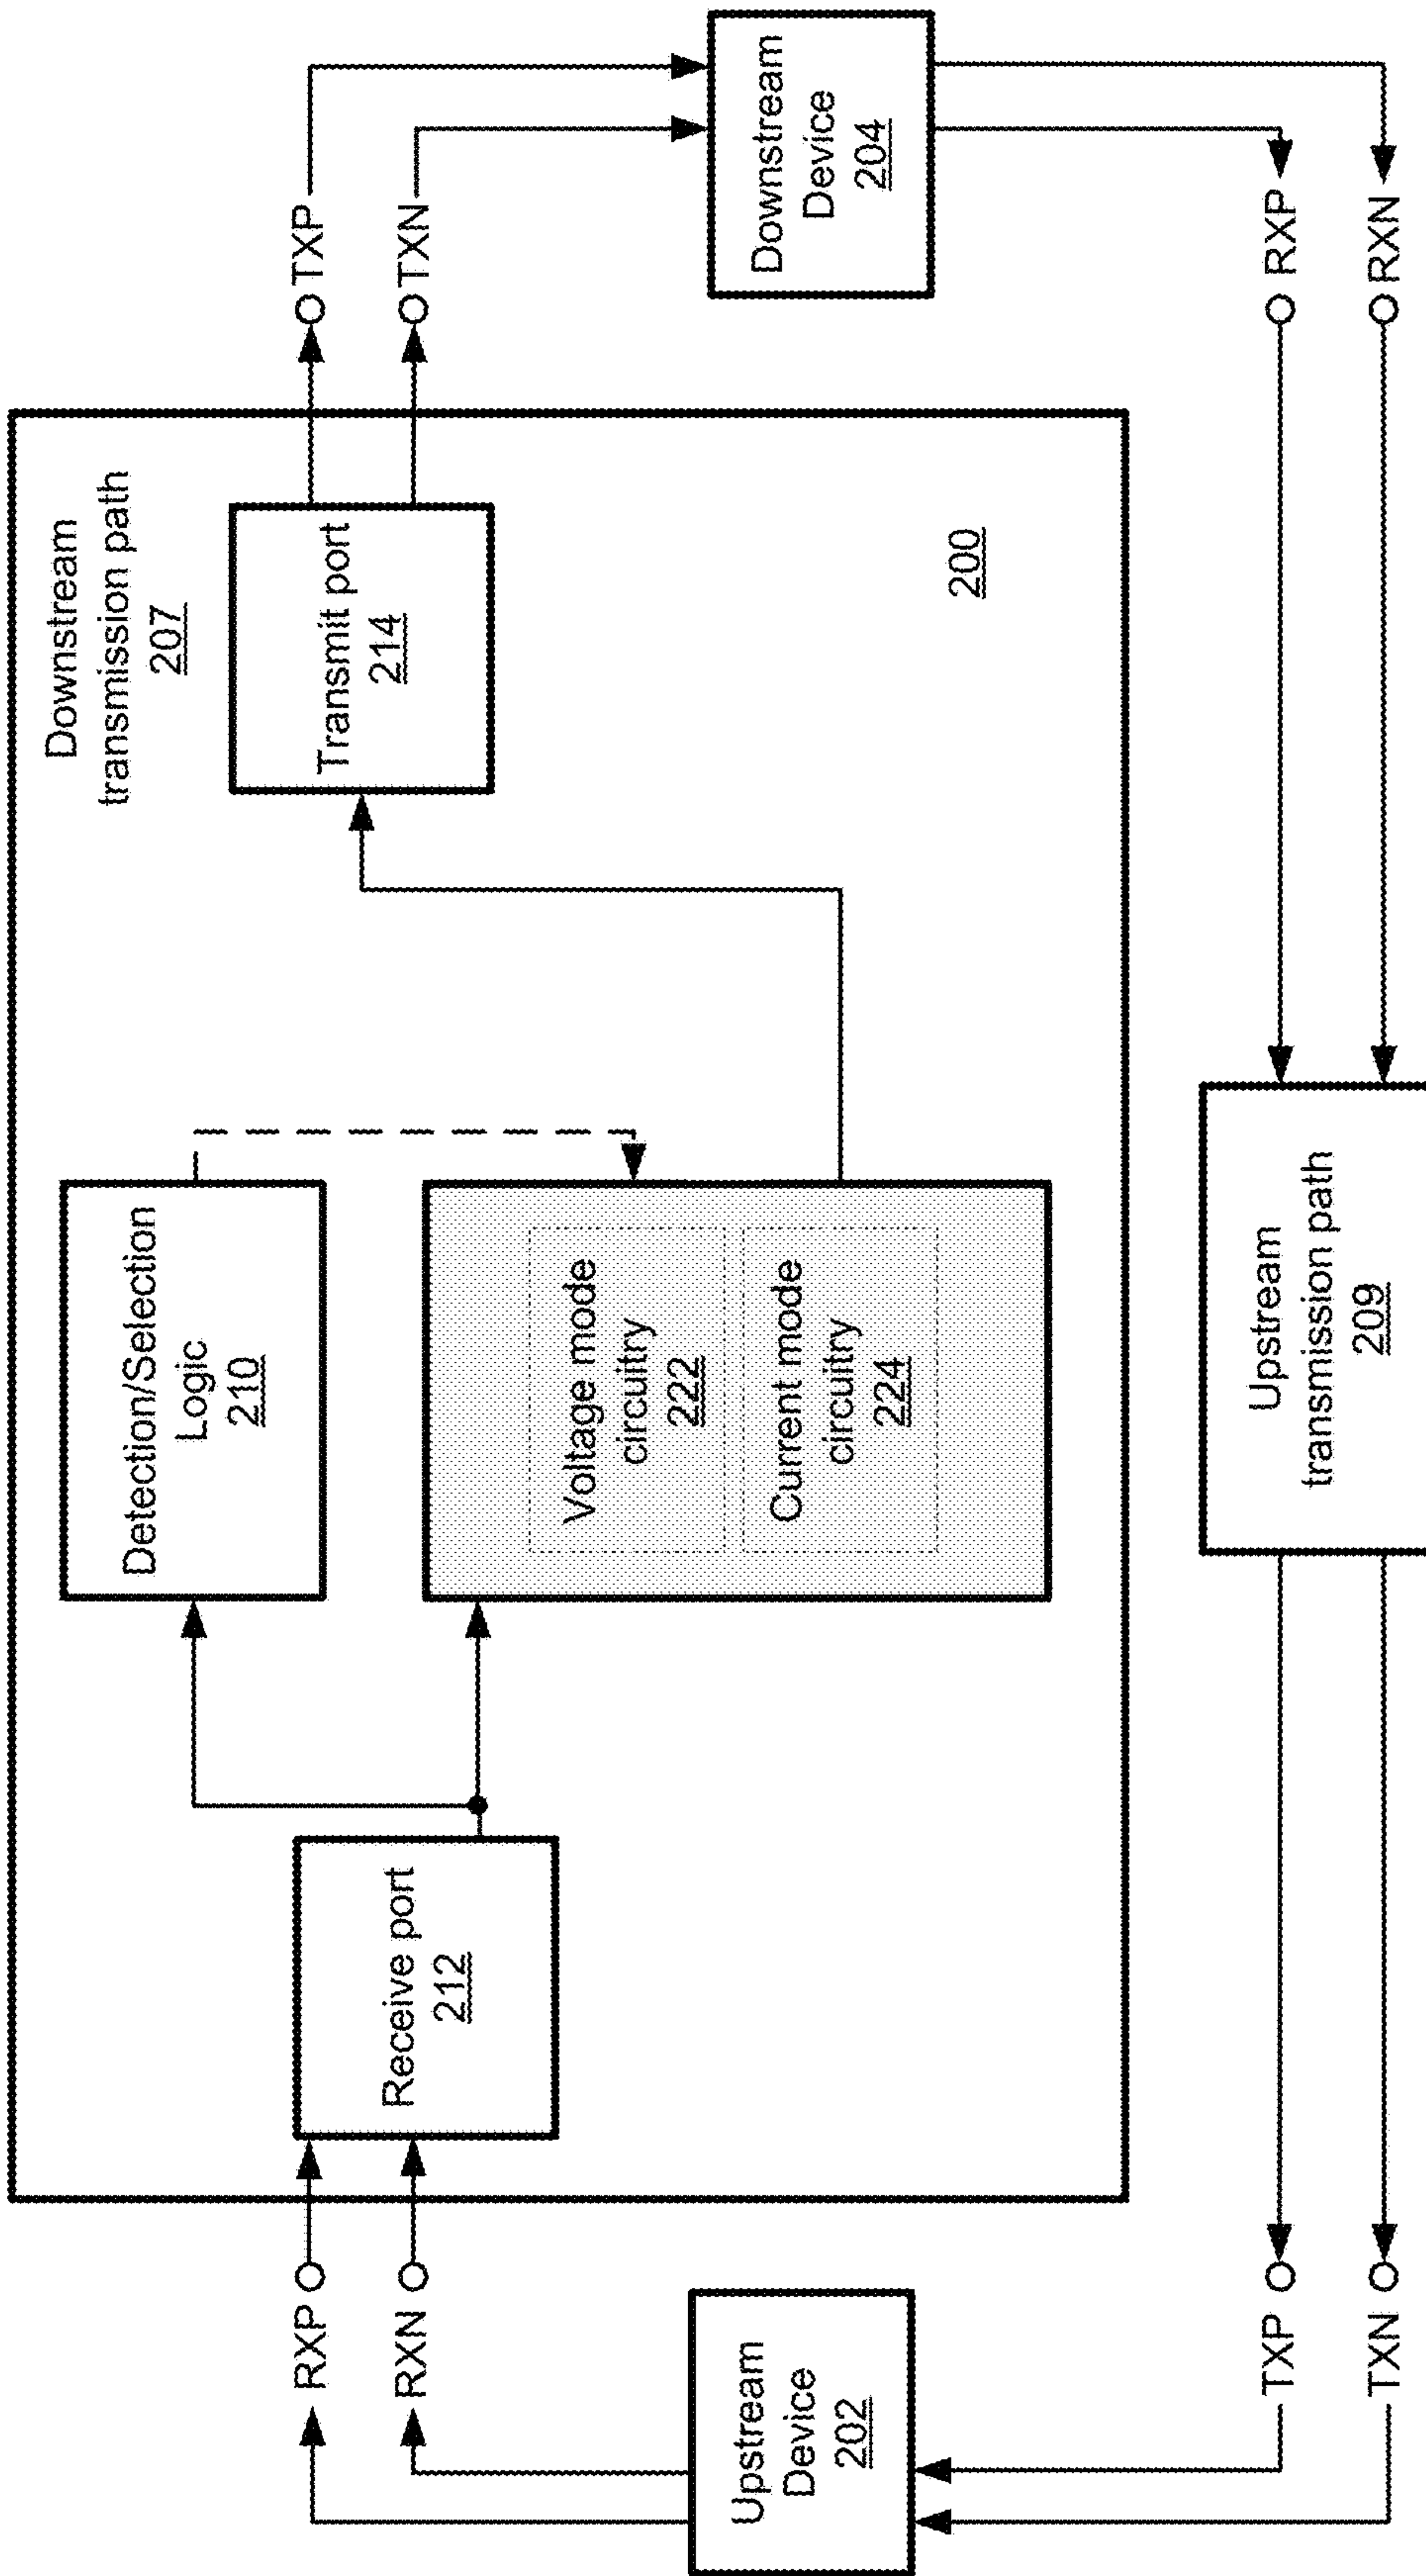 Downstream
transmission path
207
Detection/Selection
Logic
210
Receive port
212
Transmit port
214
Voltage mode
circuitry
222
Current mode
circuitry
224
200
RXP
RXN
TXP
TXN
Upstream
Device
202
Downstream
Device
204
Upstream
transmission path
209
TXP
TXN
RXP
RXN